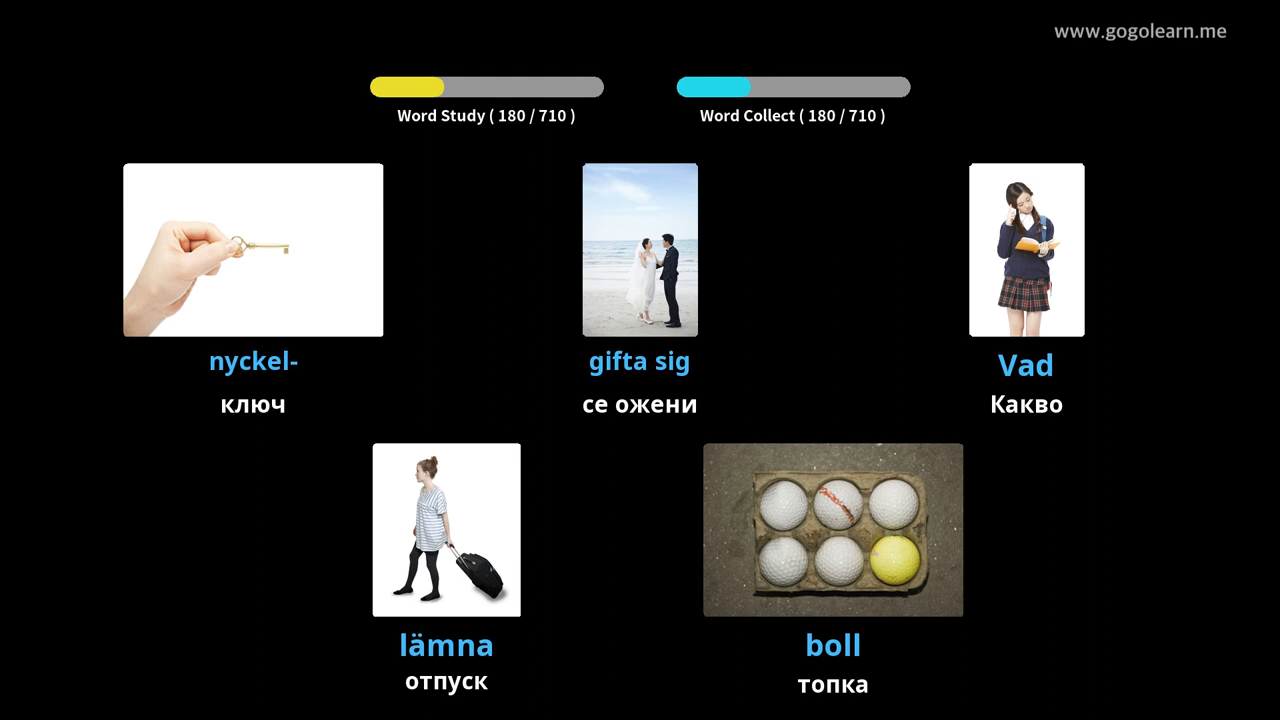 www.gogolearn.me
Word Study ( 180 / 710 )
Word Collect ( 180 / 710 )
nyckel-
ключ
gifta sig
се ожени
Vad
Какво
lämna
отпуск
boll
топка